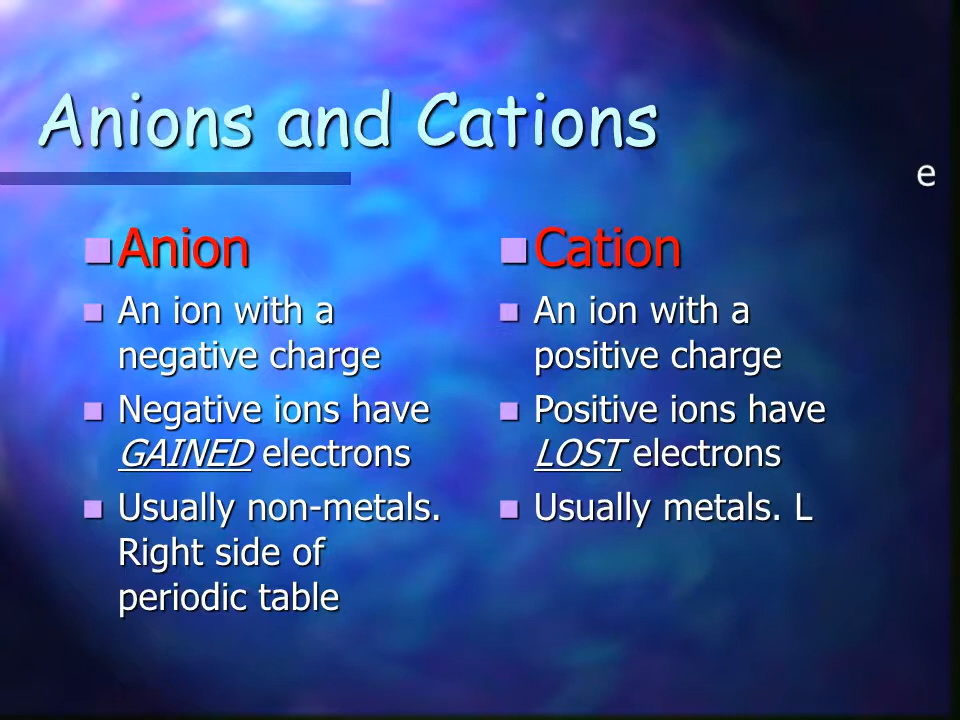 Anions and Cations
e
Anion
An ion with a
negative charge
Negative ions have
GAINED electrons
Usually non-metals.
Right side of
periodic table
Cation
An ion with a
positive charge
Positive ions have
LOST electrons
Usually metals. L